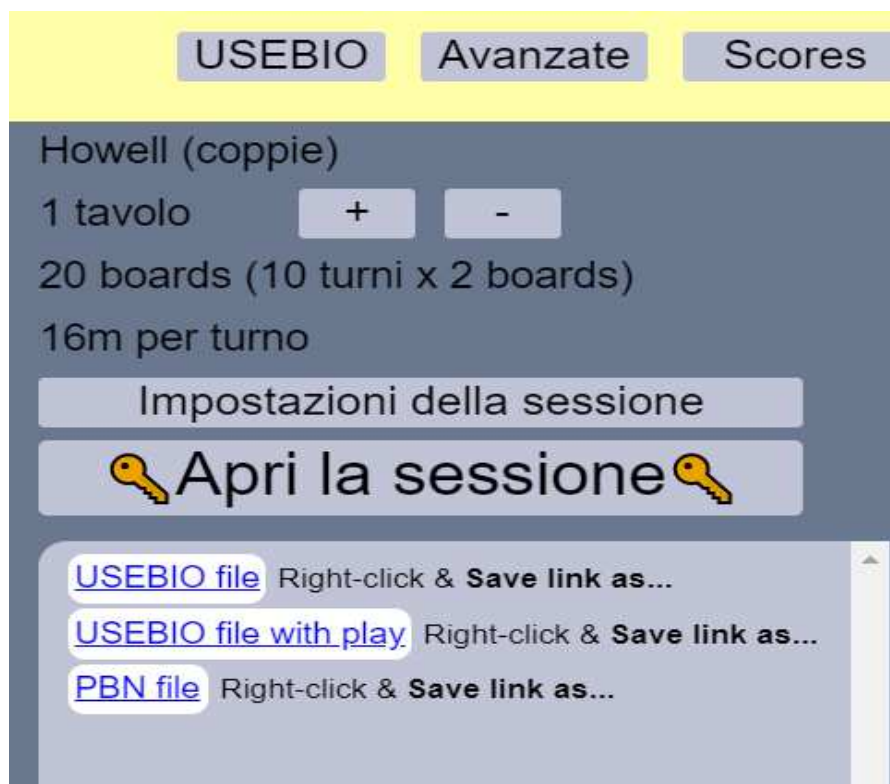 USEBIO Avanzate Scores
Howell (coppie)
1 tavolo + -
20 boards (10 turni x 2 boards)
16m per turno
Impostazioni della sessione
Apri la sessione
USEBIO file Right-click & Save link as...
USEBIO file with play Right-click & Save link as...
PBN file Right-click & Save link as...